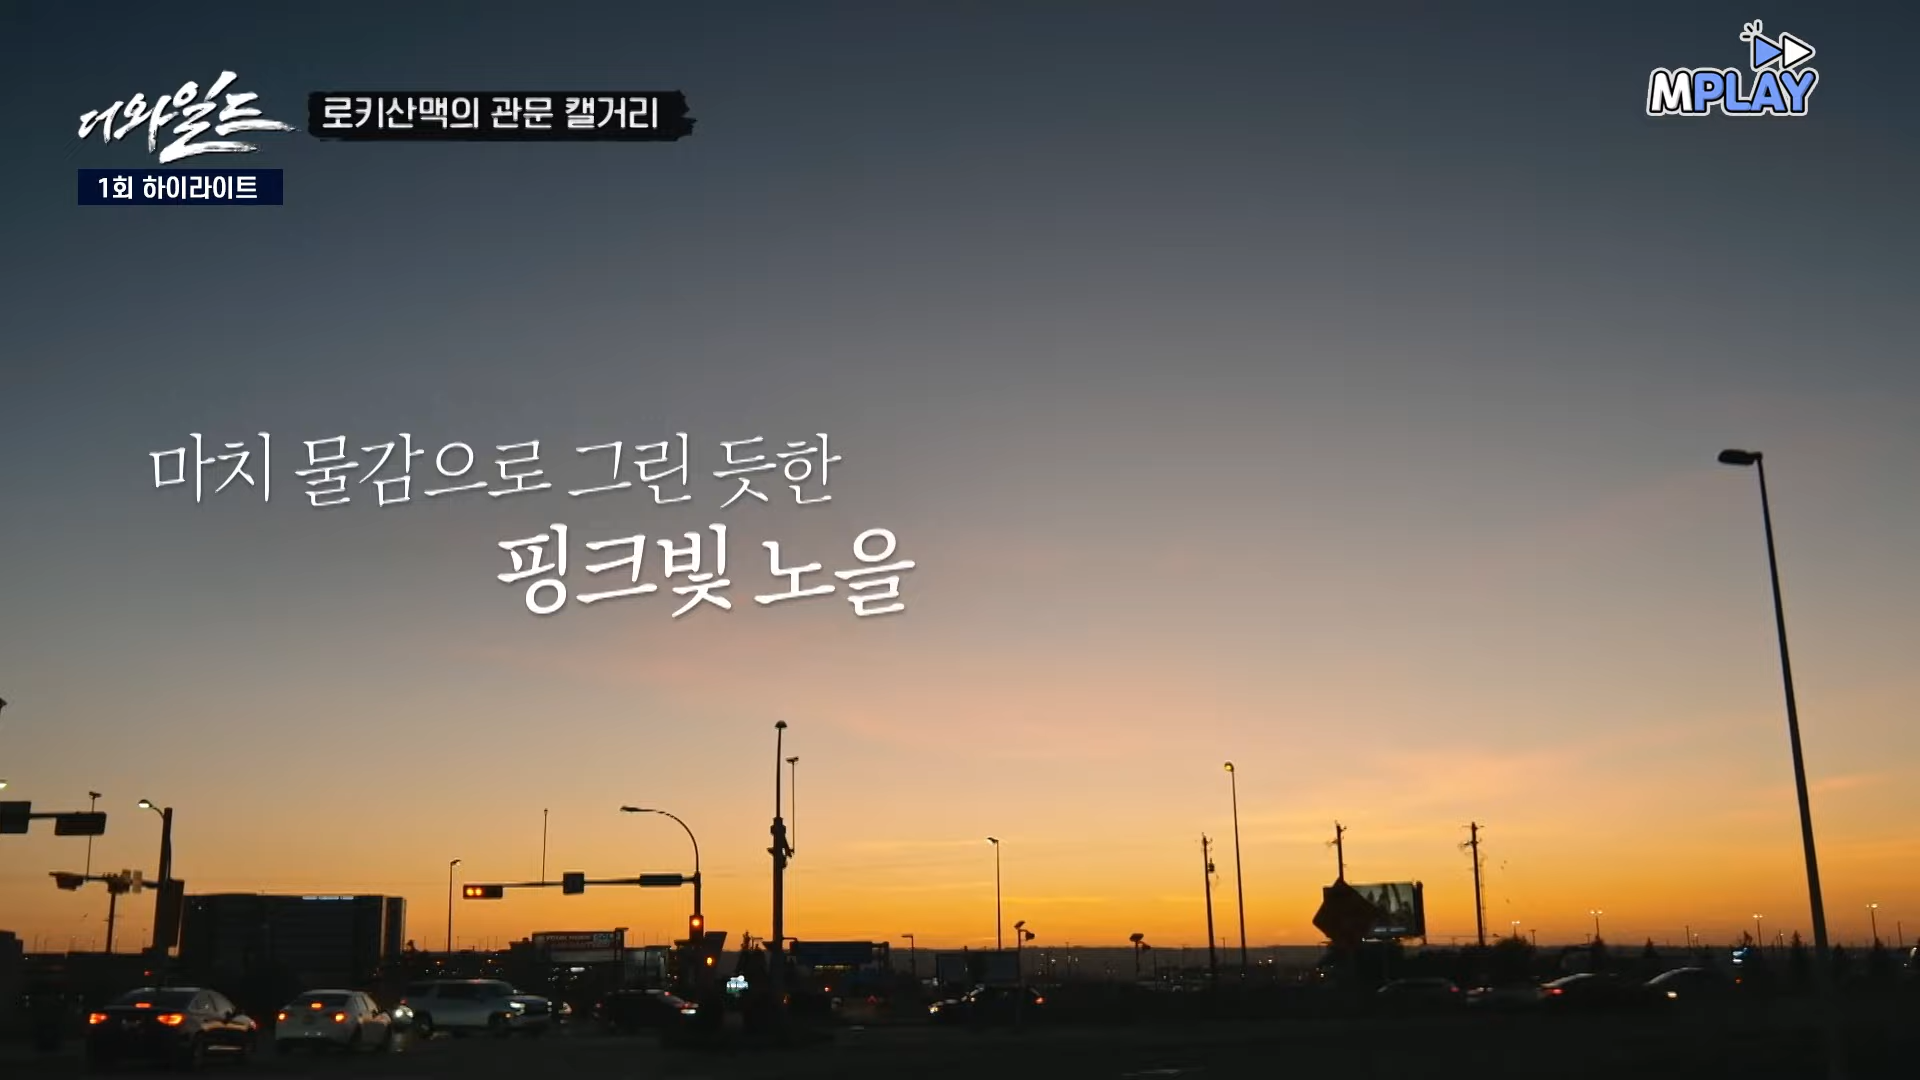 더와일드
로키산맥의 관문 캘거리
1회 하이라이트
MPLAY
마치 물감으로 그린 듯한
핑크빛 노을